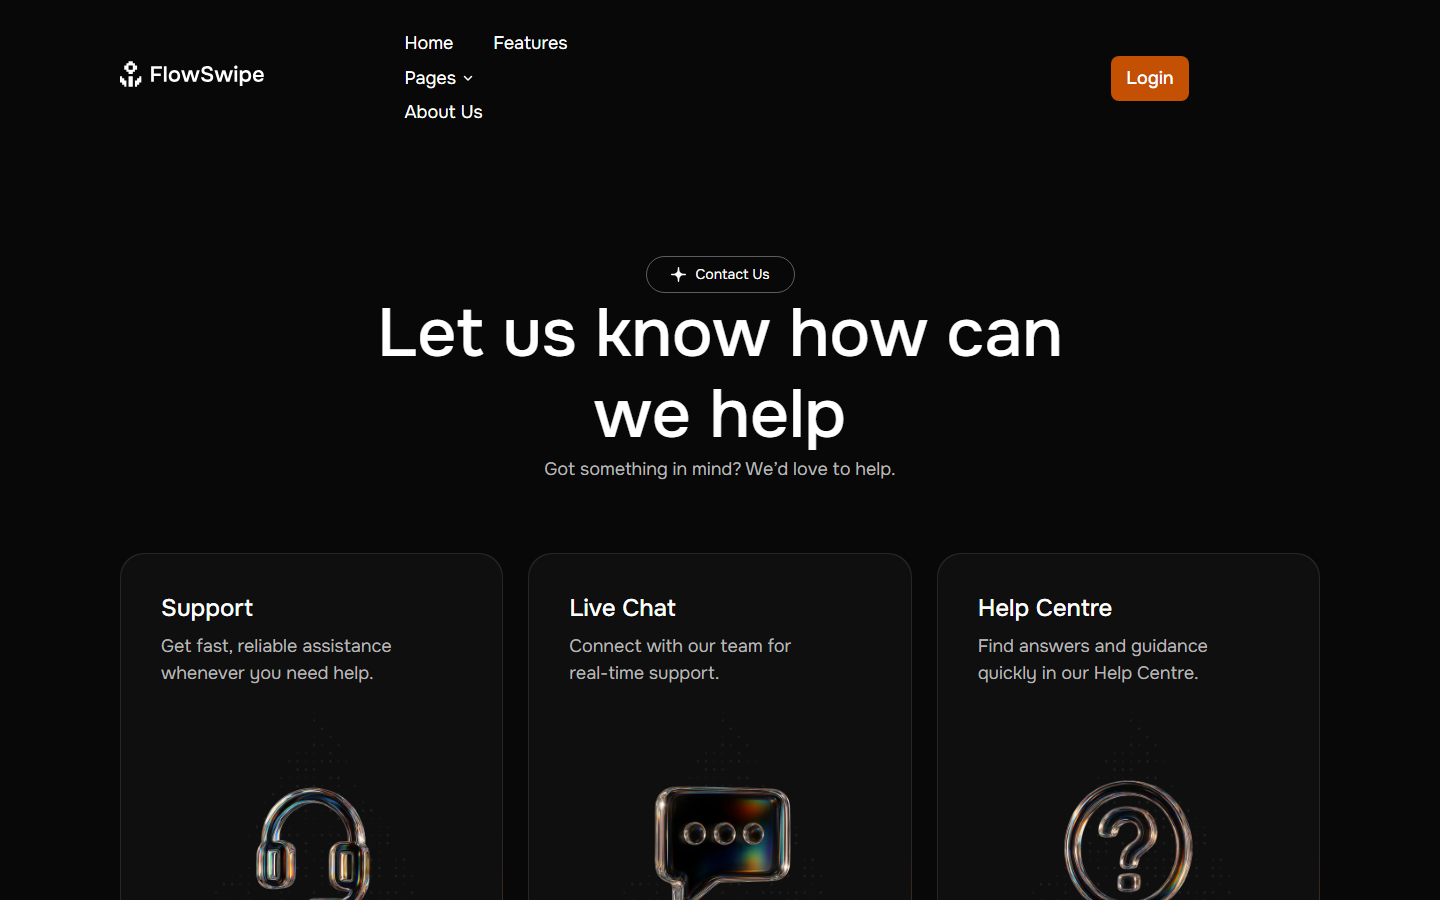 FlowSwipe
Home Features
Pages
About Us
Login
Contact Us
Let us know how can
we help
Got something in mind? We’d love to help.
Support
Get fast, reliable assistance
whenever you need help.
Live Chat
Connect with our team for
real-time support.
Help Centre
Find answers and guidance
quickly in our Help Centre.